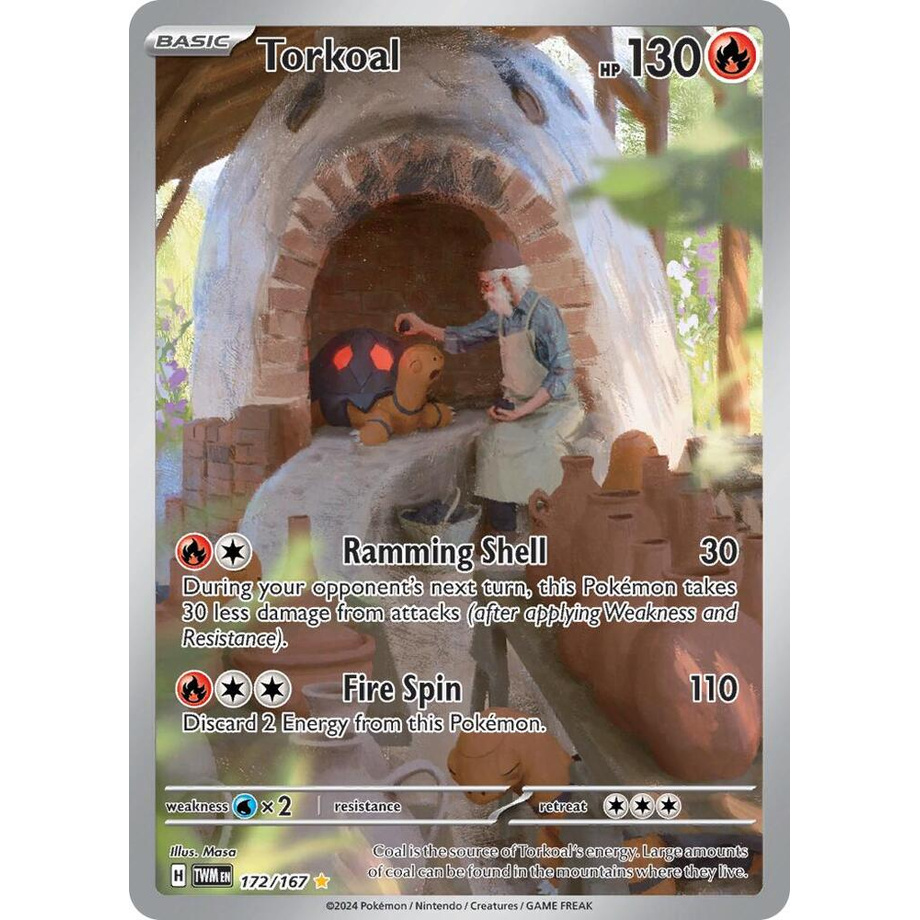 BASIC Torkoal HP 130
Ramming Shell 30
During your opponent's next turn, this Pokémon takes
30 less damage from attacks (after applying Weakness and
Resistance).
Fire Spin 110
Discard 2 Energy from this Pokémon.
weakness ×2 resistance retreat
Illus. Masa
Coal is the source of Torkoal's energy. Large amounts
of coal can be found in the mountains where they live.
H TWM EN 172/167
©2024 Pokémon / Nintendo / Creatures / GAME FREAK